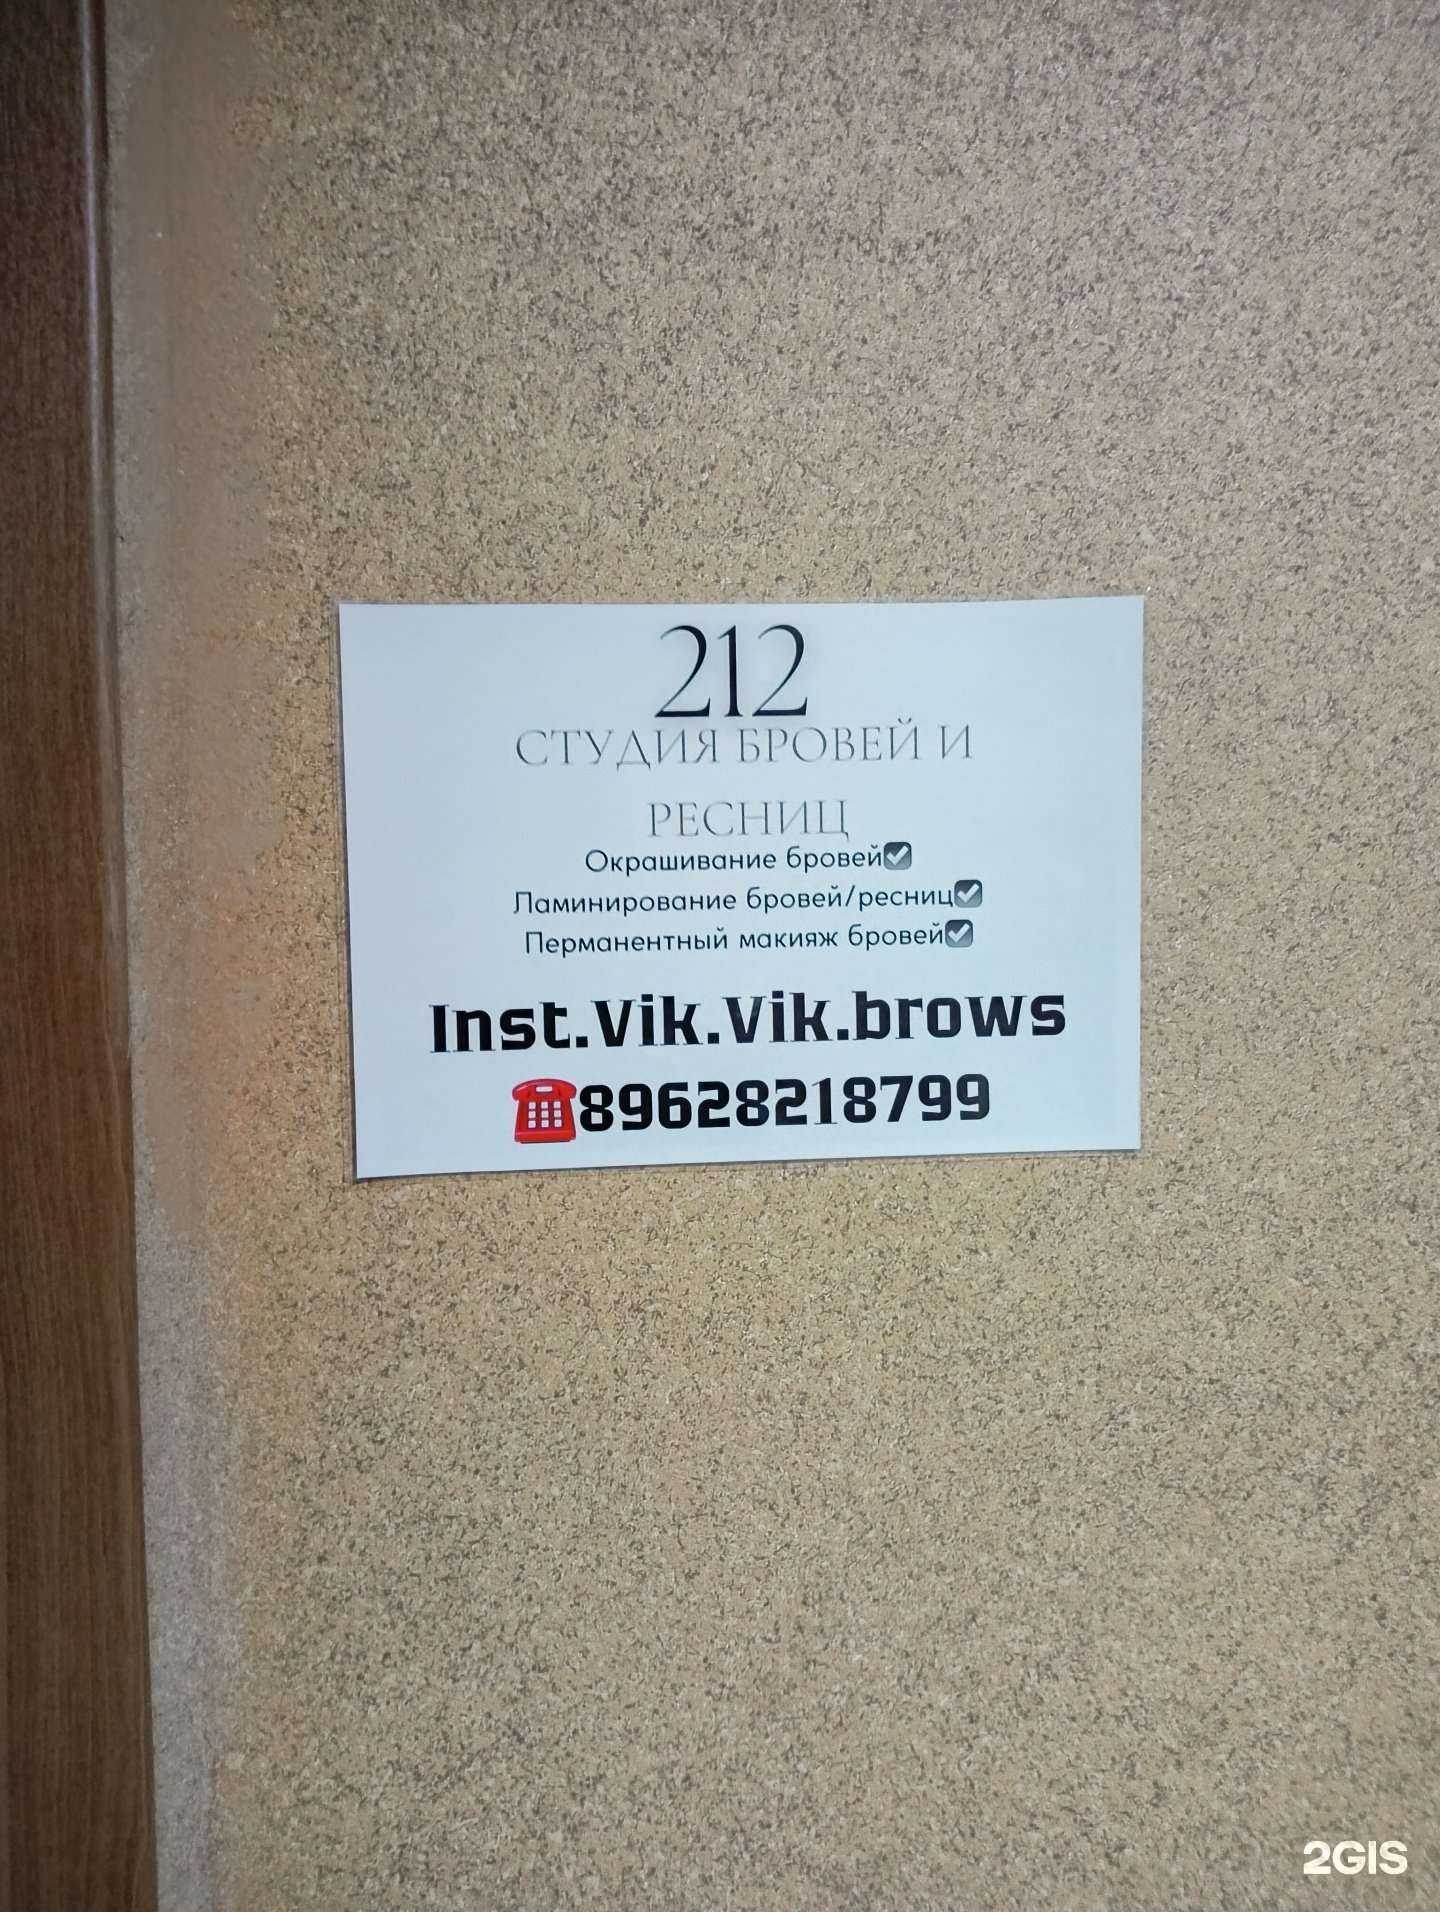 212
СТУДИЯ БРОВЕЙ И
РЕСНИЦ
Окрашивание бровей☑
Ламинирование бровей/ресниц☑
Перманентный макияж бровей☑
Inst.Vik.Vik.brows
☎89628218799
2GIS